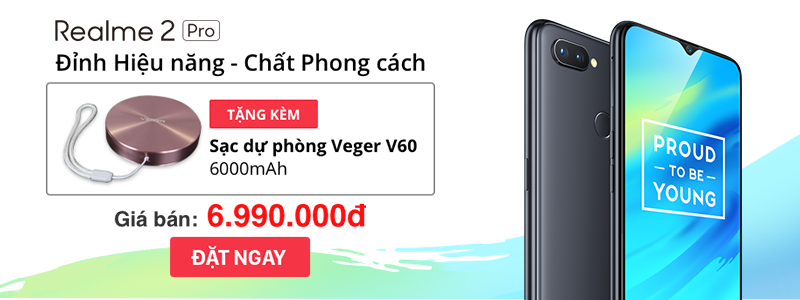 Realme 2 Pro
Đỉnh Hiệu năng - Chất Phong cách
TẶNG KÈM
Sạc dự phòng Veger V60
6000mAh
Giá bán: 6.990.000đ
ĐẶT NGAY
PROUD
TO BE
YOUNG